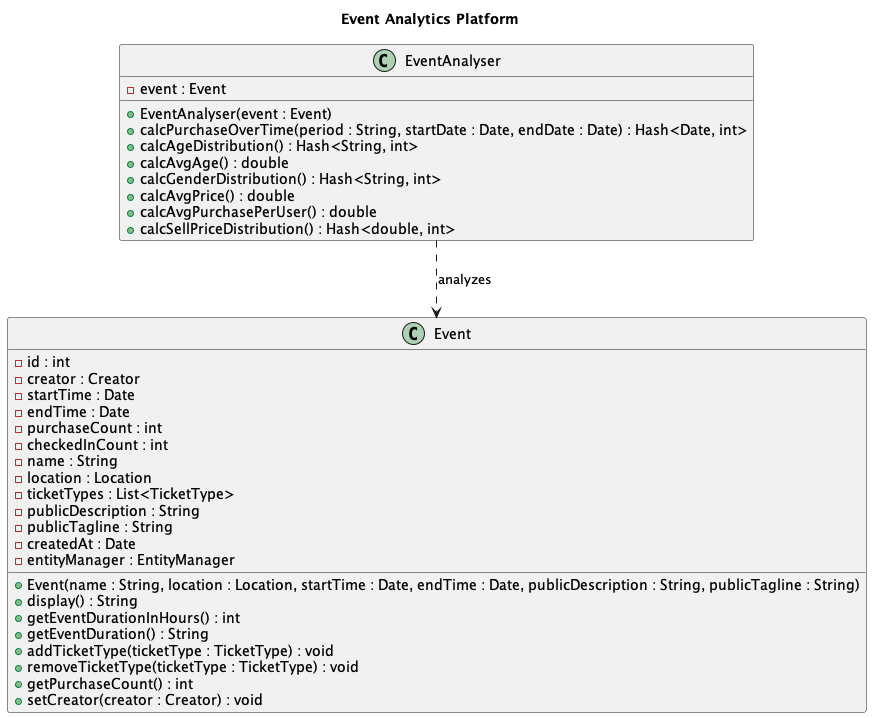 Event Analytics Platform
C EventAnalyser
event : Event
EventAnalyser(event : Event)
calcPurchaseOverTime(period : String, startDate : Date, endDate : Date) : Hash<Date, int>
calcAgeDistribution() : Hash<String, int>
calcAvgAge() : double
calcGenderDistribution() : Hash<String, int>
calcAvgPrice() : double
calcAvgPurchasePerUser() : double
calcSellPriceDistribution() : Hash<double, int>
analyzes
C Event
id : int
creator : Creator
startTime : Date
endTime : Date
purchaseCount : int
checkedInCount : int
name : String
location : Location
ticketTypes : List<TicketType>
publicDescription : String
publicTagline : String
createdAt : Date
entityManager : EntityManager
Event(name : String, location : Location, startTime : Date, endTime : Date, publicDescription : String, publicTagline : String)
display() : String
getEventDurationInHours() : int
getEventDuration() : String
addTicketType(ticketType : TicketType) : void
removeTicketType(ticketType : TicketType) : void
getPurchaseCount() : int
setCreator(creator : Creator) : void